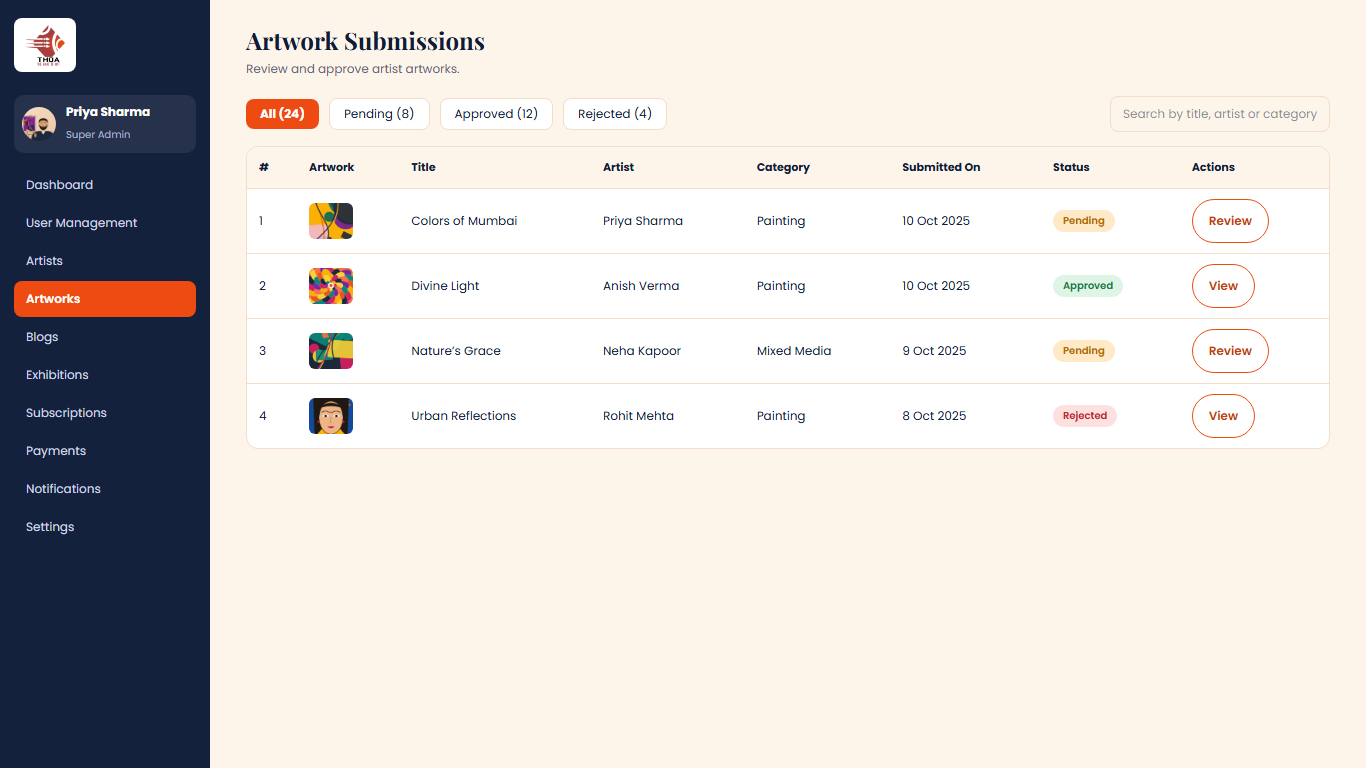 THOA
Priya Sharma
Super Admin
Dashboard
User Management
Artists
Artworks
Blogs
Exhibitions
Subscriptions
Payments
Notifications
Settings
Artwork Submissions
Review and approve artist artworks.
All (24) Pending (8) Approved (12) Rejected (4) Search by title, artist or category
# Artwork Title Artist Category Submitted On Status Actions
1 Colors of Mumbai Priya Sharma Painting 10 Oct 2025 Pending Review
2 Divine Light Anish Verma Painting 10 Oct 2025 Approved View
3 Nature’s Grace Neha Kapoor Mixed Media 9 Oct 2025 Pending Review
4 Urban Reflections Rohit Mehta Painting 8 Oct 2025 Rejected View